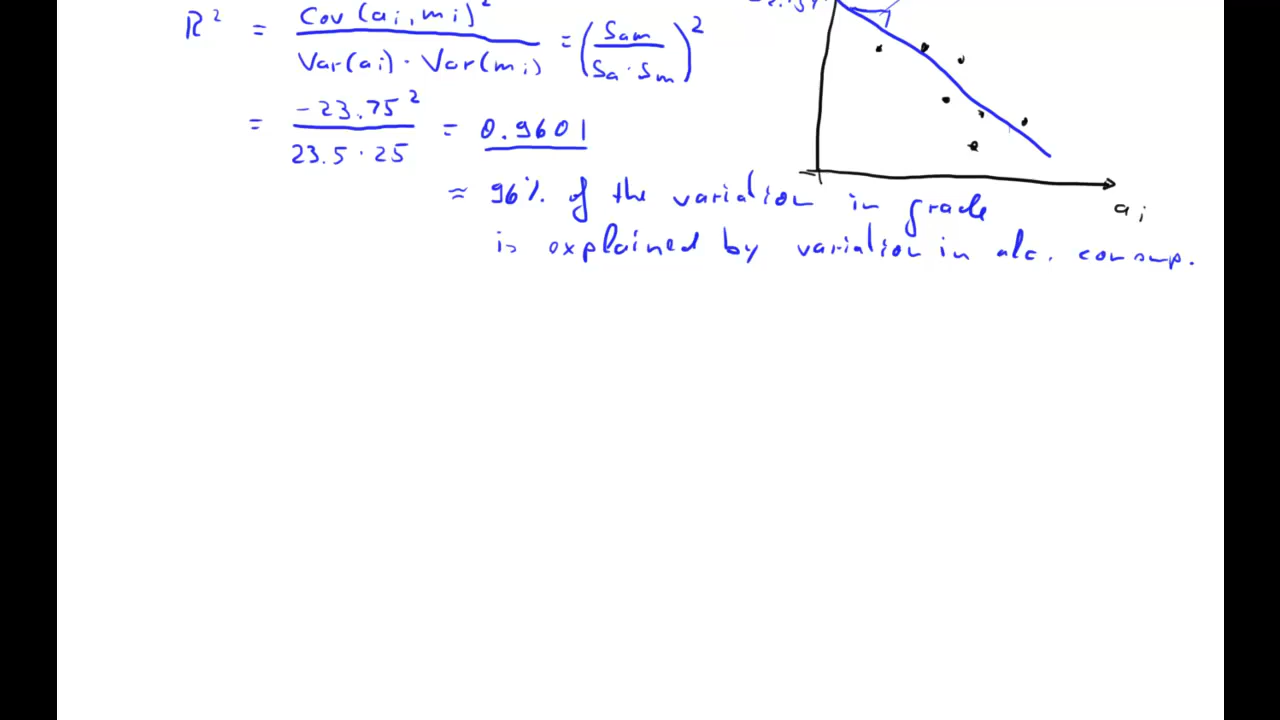 R² = Cov(ai, mi)² / Var(ai) · Var(mi) = (Sam / Sa · Sm)²
= -23.75² / 23.5 · 25 = 0.9601
≈ 96% of the variation in grade
is explained by variation in alc. consump.
ai